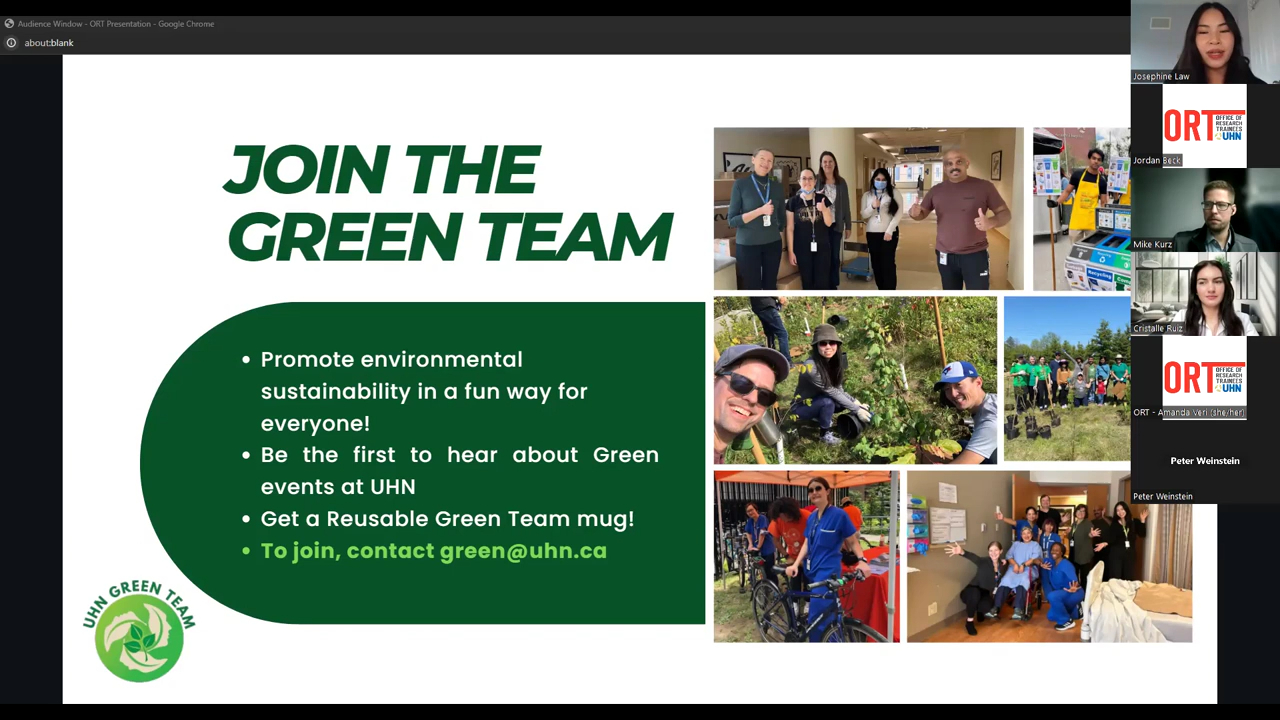 Audience Window - ORT Presentation - Google Chrome
about:blank
JOIN THE
GREEN TEAM
Promote environmental
sustainability in a fun way for
everyone!
Be the first to hear about Green
events at UHN
Get a Reusable Green Team mug!
To join, contact green@uhn.ca
UHN GREEN TEAM
Recycling
Josephine Law
ORT OFFICE OF
RESEARCH
TRAINEES
UHN
Jordan Beck
Mike Kurz
Cristalle Ruiz
ORT OFFICE OF
RESEARCH
TRAINEES
UHN
ORT - Amanda Veri (she/her)
Peter Weinstein
Peter Weinstein